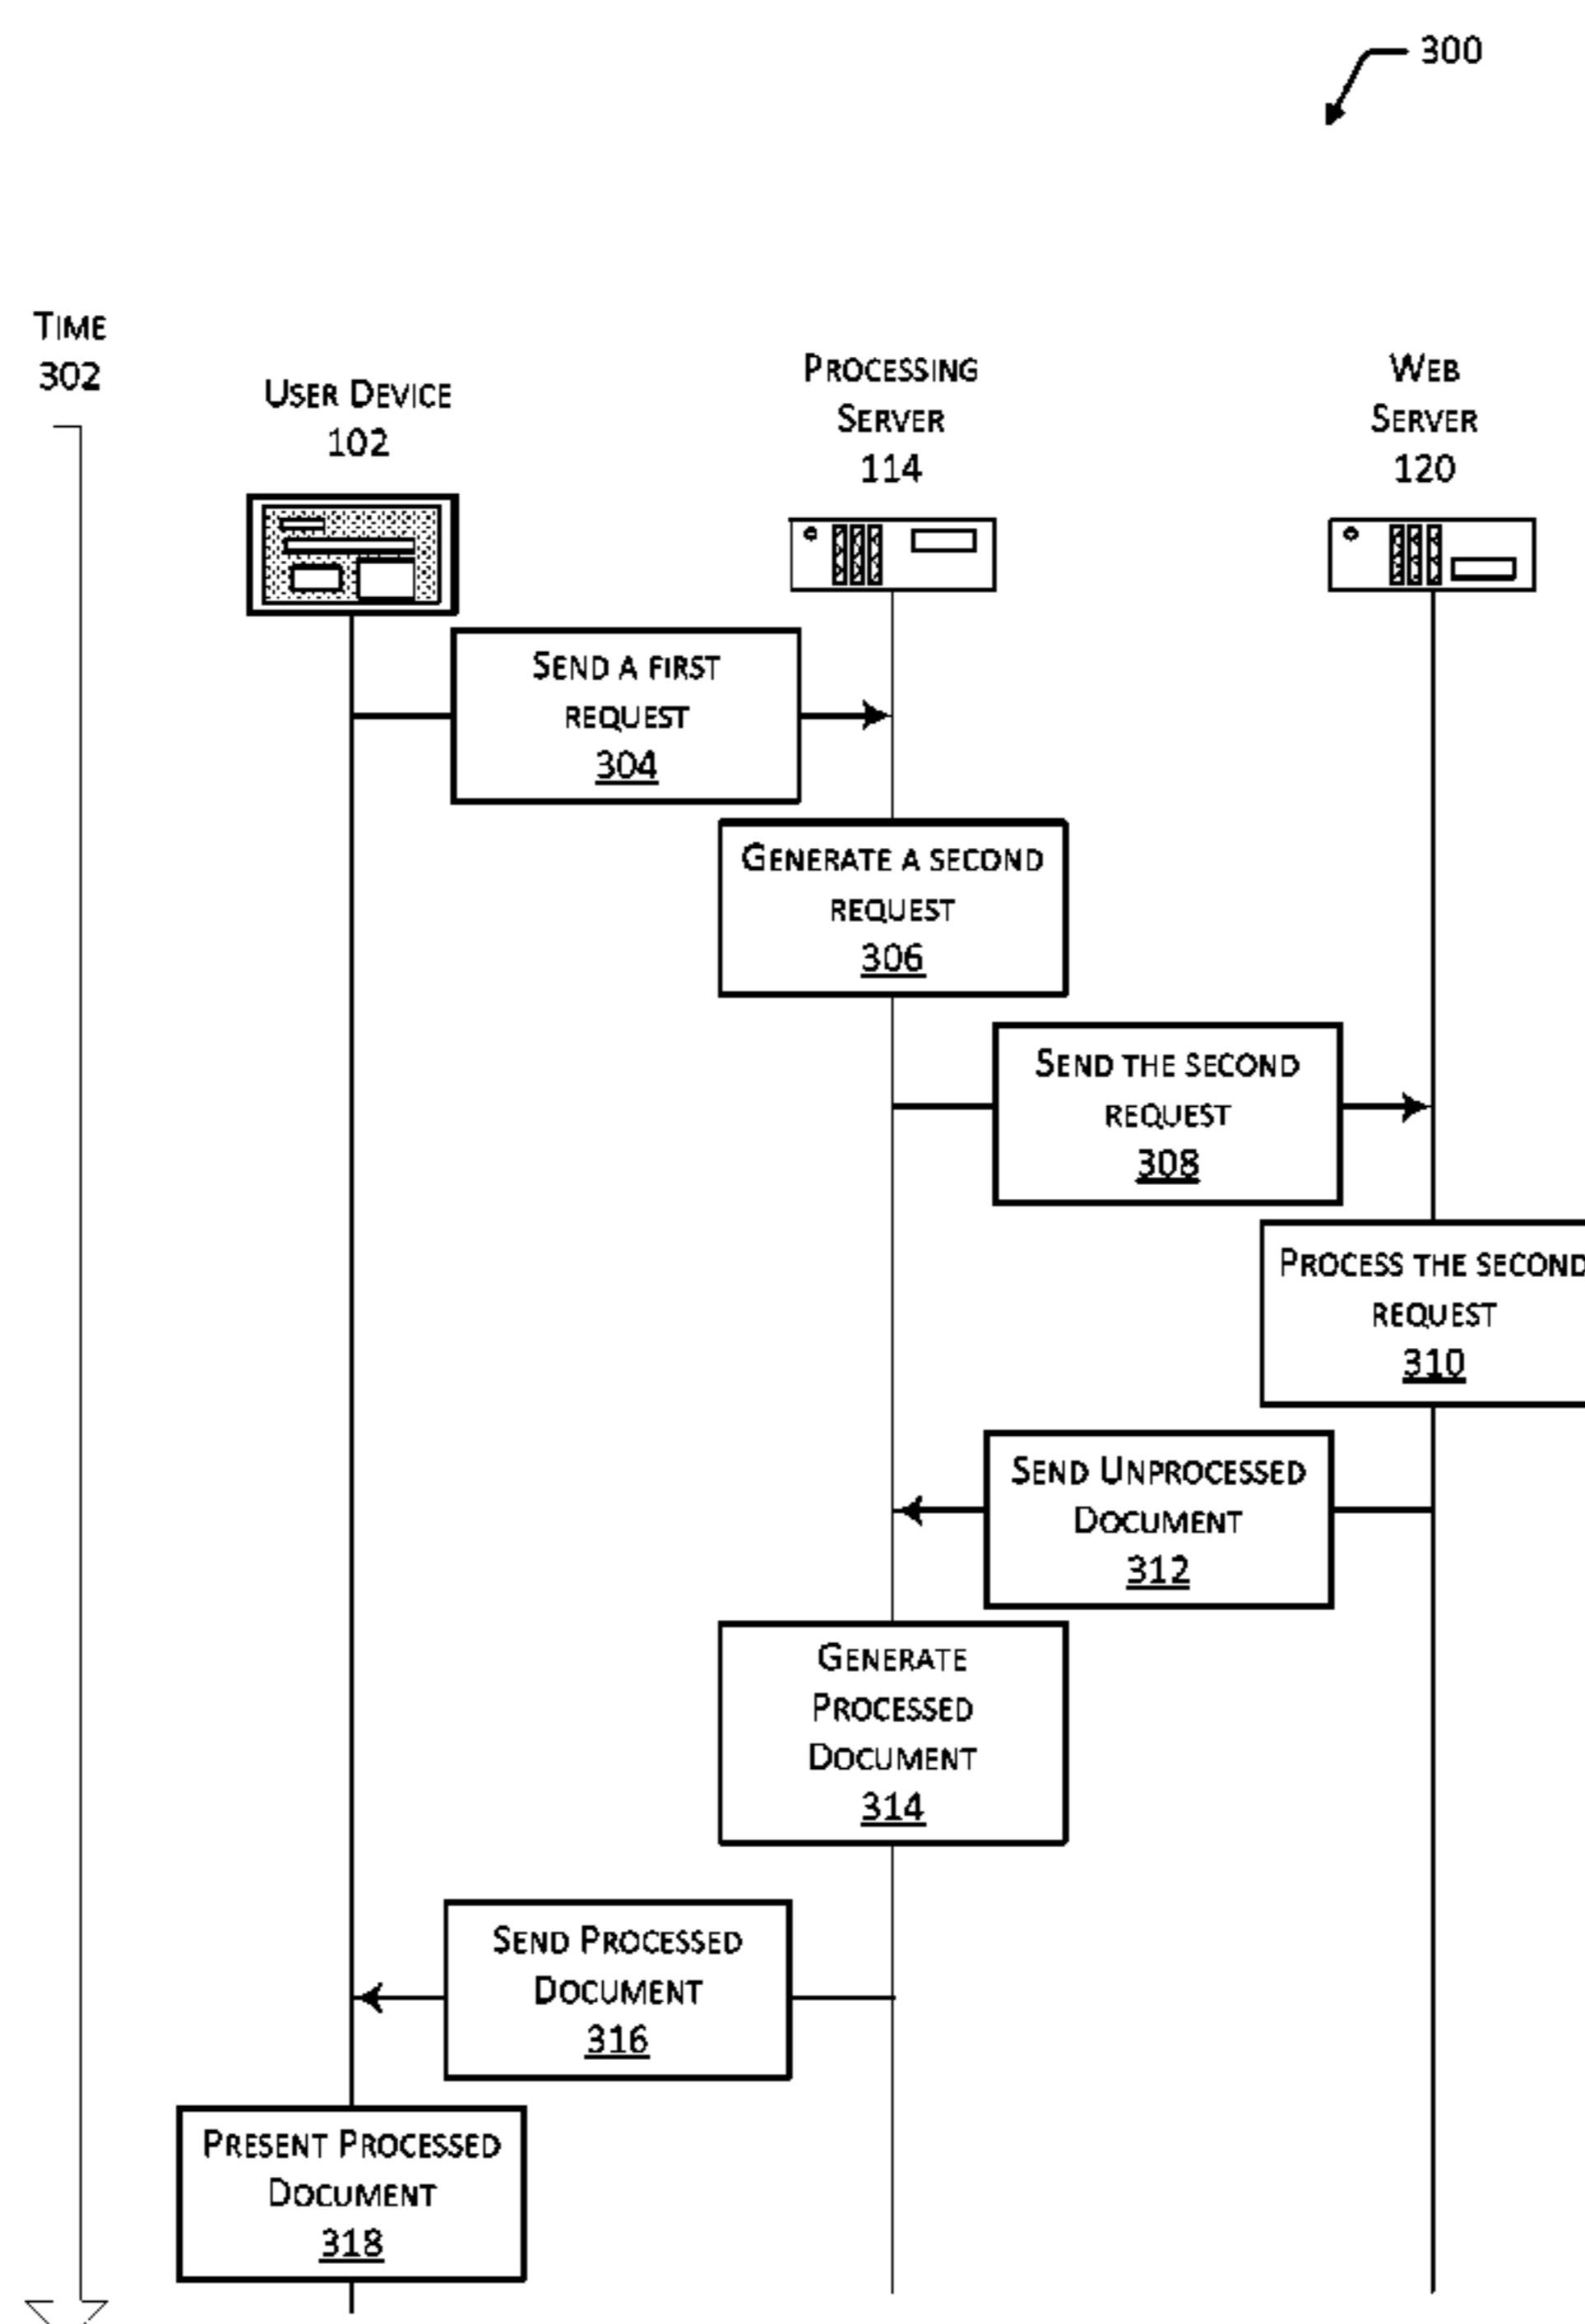 300
TIME
302
USER DEVICE
102
PROCESSING
SERVER
114
WEB
SERVER
120
SEND A FIRST
REQUEST
304
GENERATE A SECOND
REQUEST
306
SEND THE SECOND
REQUEST
308
PROCESS THE SECOND
REQUEST
310
SEND UNPROCESSED
DOCUMENT
312
GENERATE
PROCESSED
DOCUMENT
314
SEND PROCESSED
DOCUMENT
316
PRESENT PROCESSED
DOCUMENT
318